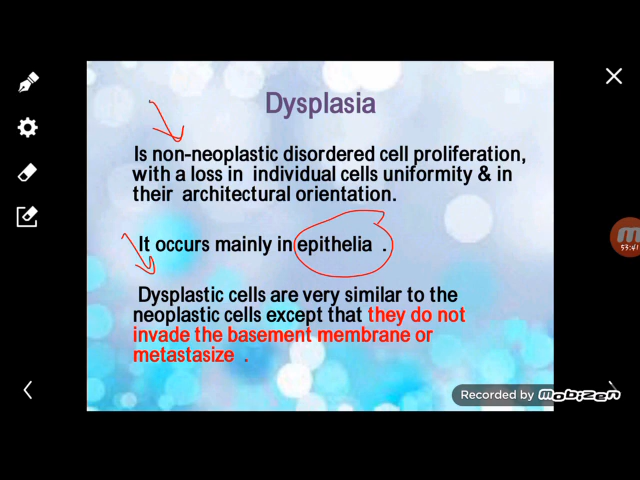 Dysplasia
Is non-neoplastic disordered cell proliferation,
with a loss in individual cells uniformity & in
their architectural orientation.
It occurs mainly in epithelia .
Dysplastic cells are very similar to the
neoplastic cells except that they do not
invade the basement membrane or
metastasize .
M
53:41
Recorded by MOBIZEN